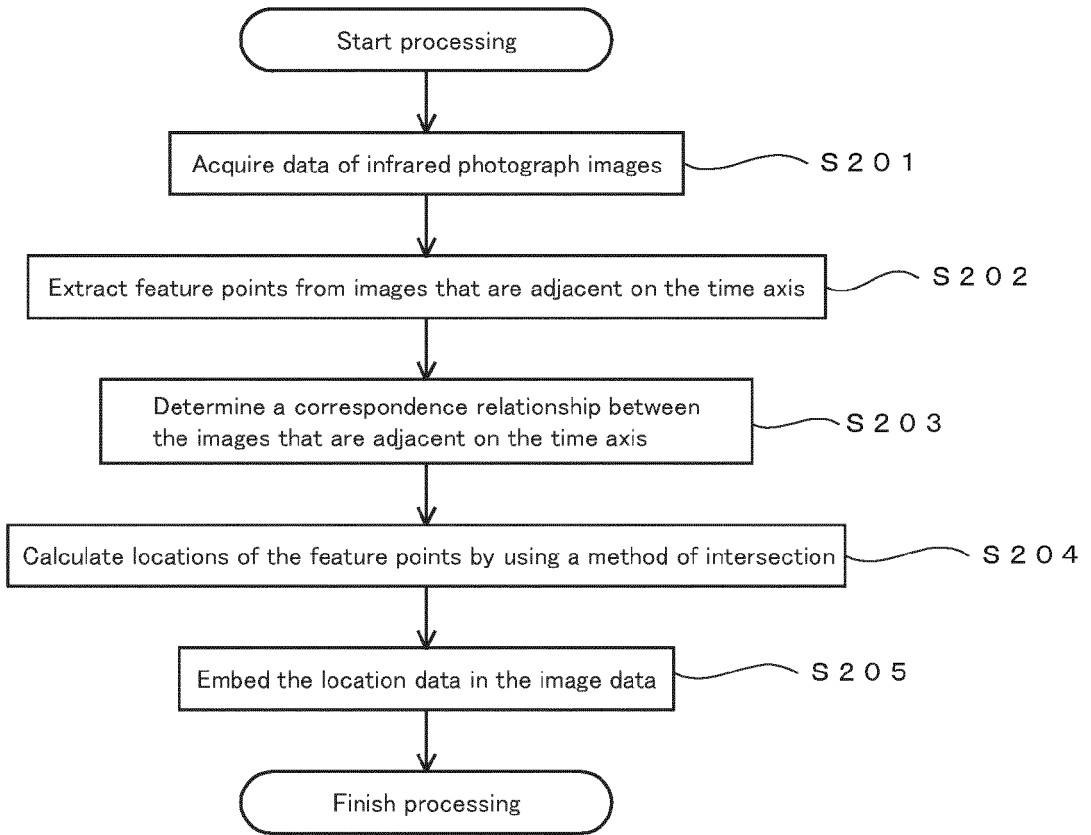 Start processing
Acquire data of infrared photograph images
S201
Extract feature points from images that are adjacent on the time axis
S202
Determine a correspondence relationship between
the images that are adjacent on the time axis
S203
Calculate locations of the feature points by using a method of intersection
S204
Embed the location data in the image data
S205
Finish processing